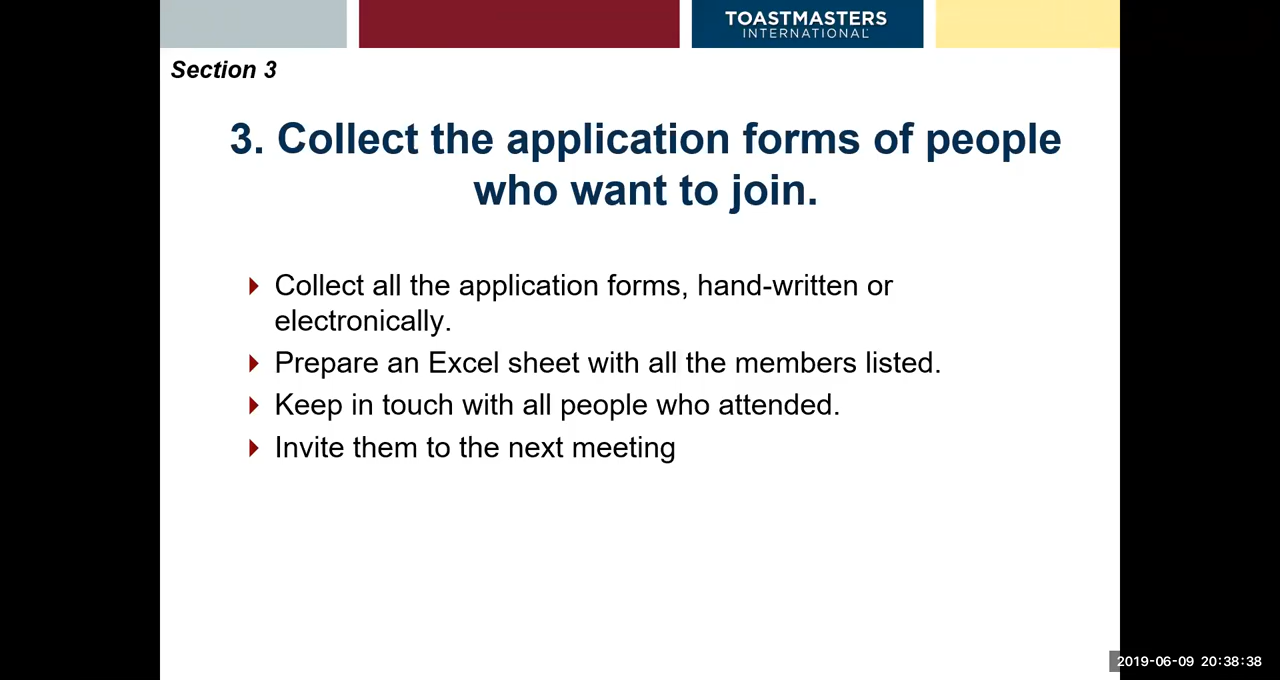 TOASTMASTERS
INTERNATIONAL
Section 3
3. Collect the application forms of people
who want to join.
Collect all the application forms, hand-written or
electronically.
Prepare an Excel sheet with all the members listed.
Keep in touch with all people who attended.
Invite them to the next meeting
2019-06-09 20:38:38